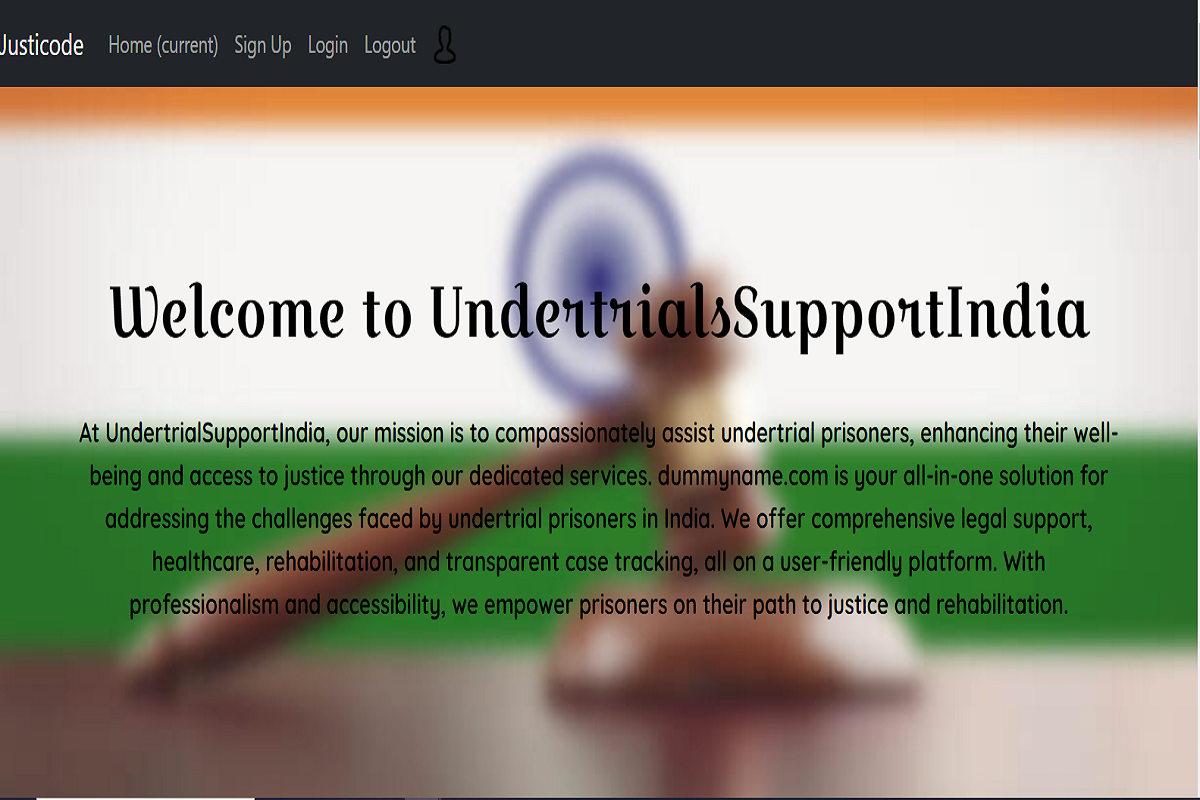 Justicode Home (current) Sign Up Login Logout
Welcome to UndertrialsSupportIndia
At UndertrialSupportIndia, our mission is to compassionately assist undertrial prisoners, enhancing their well-
being and access to justice through our dedicated services. dummyname.com is your all-in-one solution for
addressing the challenges faced by undertrial prisoners in India. We offer comprehensive legal support,
healthcare, rehabilitation, and transparent case tracking, all on a user-friendly platform. With
professionalism and accessibility, we empower prisoners on their path to justice and rehabilitation.